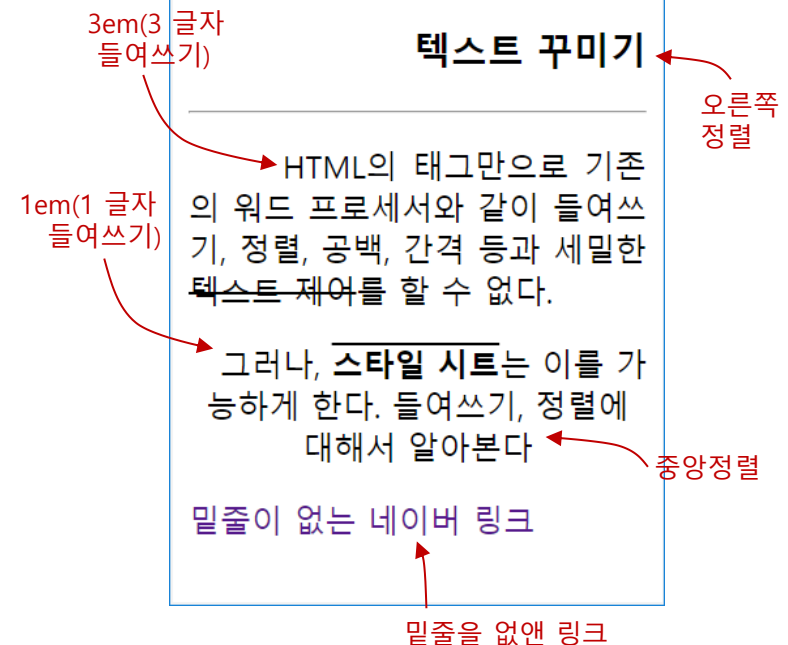 3em(3 글자
들여쓰기)
텍스트 꾸미기
오른쪽
정렬
HTML의 태그만으로 기존
의 워드 프로세서와 같이 들여쓰
기, 정렬, 공백, 간격 등과 세밀한
텍스트 제어를 할 수 없다.
1em(1 글자
들여쓰기)
그러나, 스타일 시트는 이를 가
능하게 한다. 들여쓰기, 정렬에
대해서 알아본다
중앙정렬
밑줄이 없는 네이버 링크
밑줄을 없앤 링크